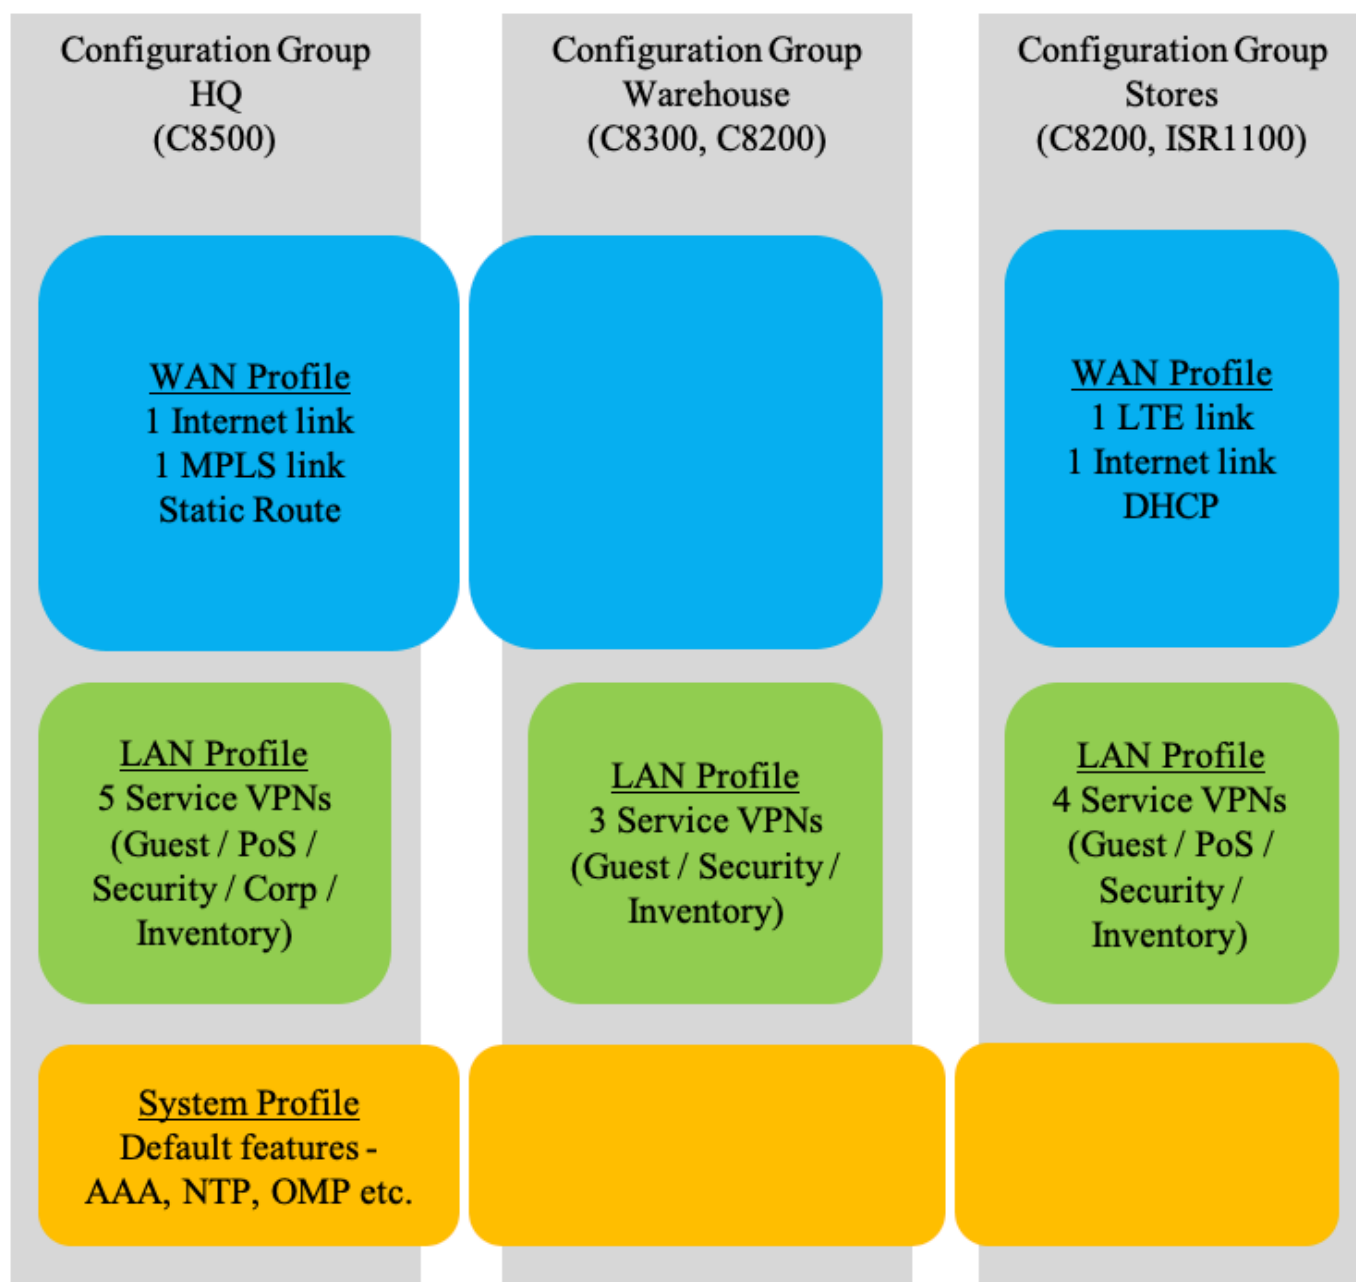 Configuration Group
HQ
(C8500)
Configuration Group
Warehouse
(C8300, C8200)
Configuration Group
Stores
(C8200, ISR1100)
WAN Profile
1 Internet link
1 MPLS link
Static Route
WAN Profile
1 LTE link
1 Internet link
DHCP
LAN Profile
5 Service VPNs
(Guest / PoS /
Security / Corp /
Inventory)
LAN Profile
3 Service VPNs
(Guest / Security /
Inventory)
LAN Profile
4 Service VPNs
(Guest / PoS /
Security /
Inventory)
System Profile
Default features -
AAA, NTP, OMP etc.